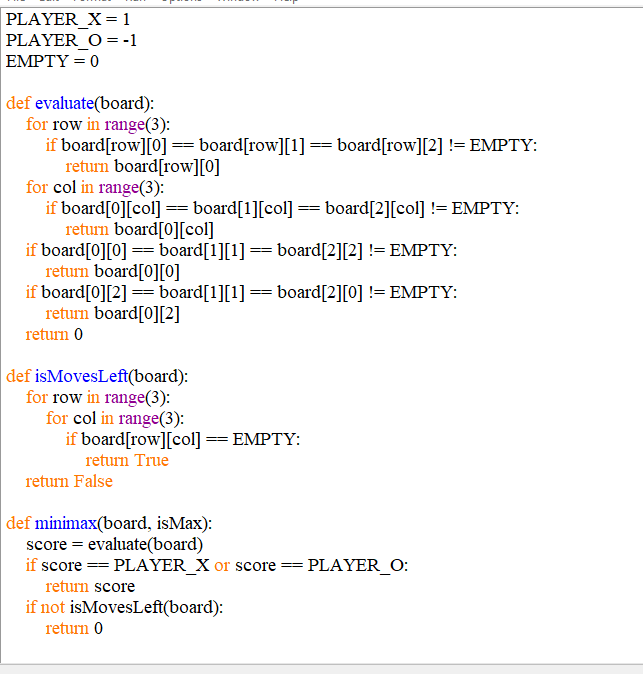 PLAYER_X = 1
PLAYER_O = -1
EMPTY = 0

def evaluate(board):
    for row in range(3):
        if board[row][0] == board[row][1] == board[row][2] != EMPTY:
            return board[row][0]
    for col in range(3):
        if board[0][col] == board[1][col] == board[2][col] != EMPTY:
            return board[0][col]
    if board[0][0] == board[1][1] == board[2][2] != EMPTY:
        return board[0][0]
    if board[0][2] == board[1][1] == board[2][0] != EMPTY:
        return board[0][2]
    return 0

def isMovesLeft(board):
    for row in range(3):
        for col in range(3):
            if board[row][col] == EMPTY:
                return True
    return False

def minimax(board, isMax):
    score = evaluate(board)
    if score == PLAYER_X or score == PLAYER_O:
        return score
    if not isMovesLeft(board):
        return 0